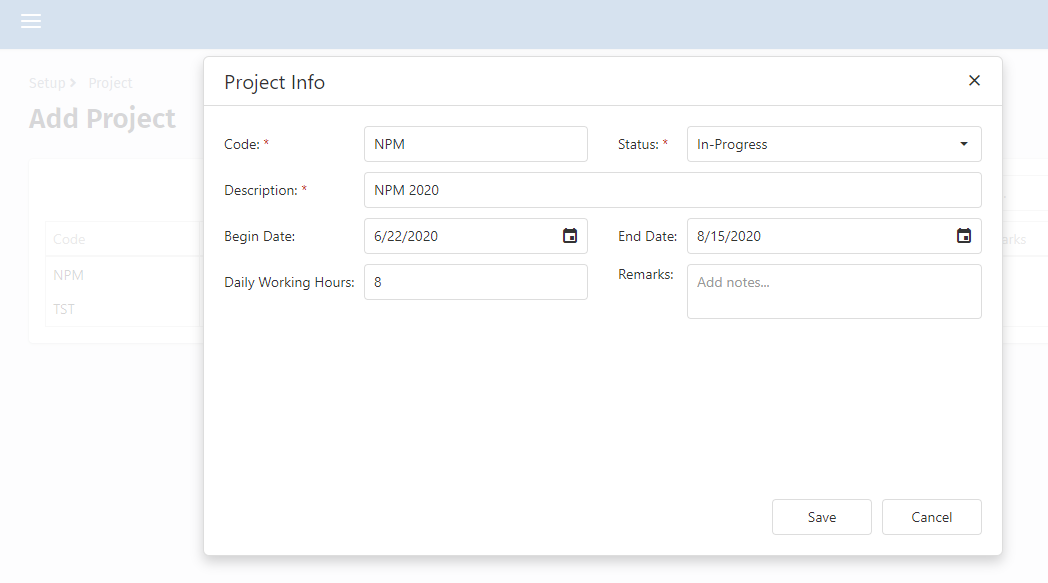 Setup Project
Add Project
Project Info
Code: * NPM Status: * In-Progress
Description: * NPM 2020
Begin Date: 6/22/2020 End Date: 8/15/2020
Daily Working Hours: 8 Remarks: Add notes...
Code
NPM
TST
Save Cancel